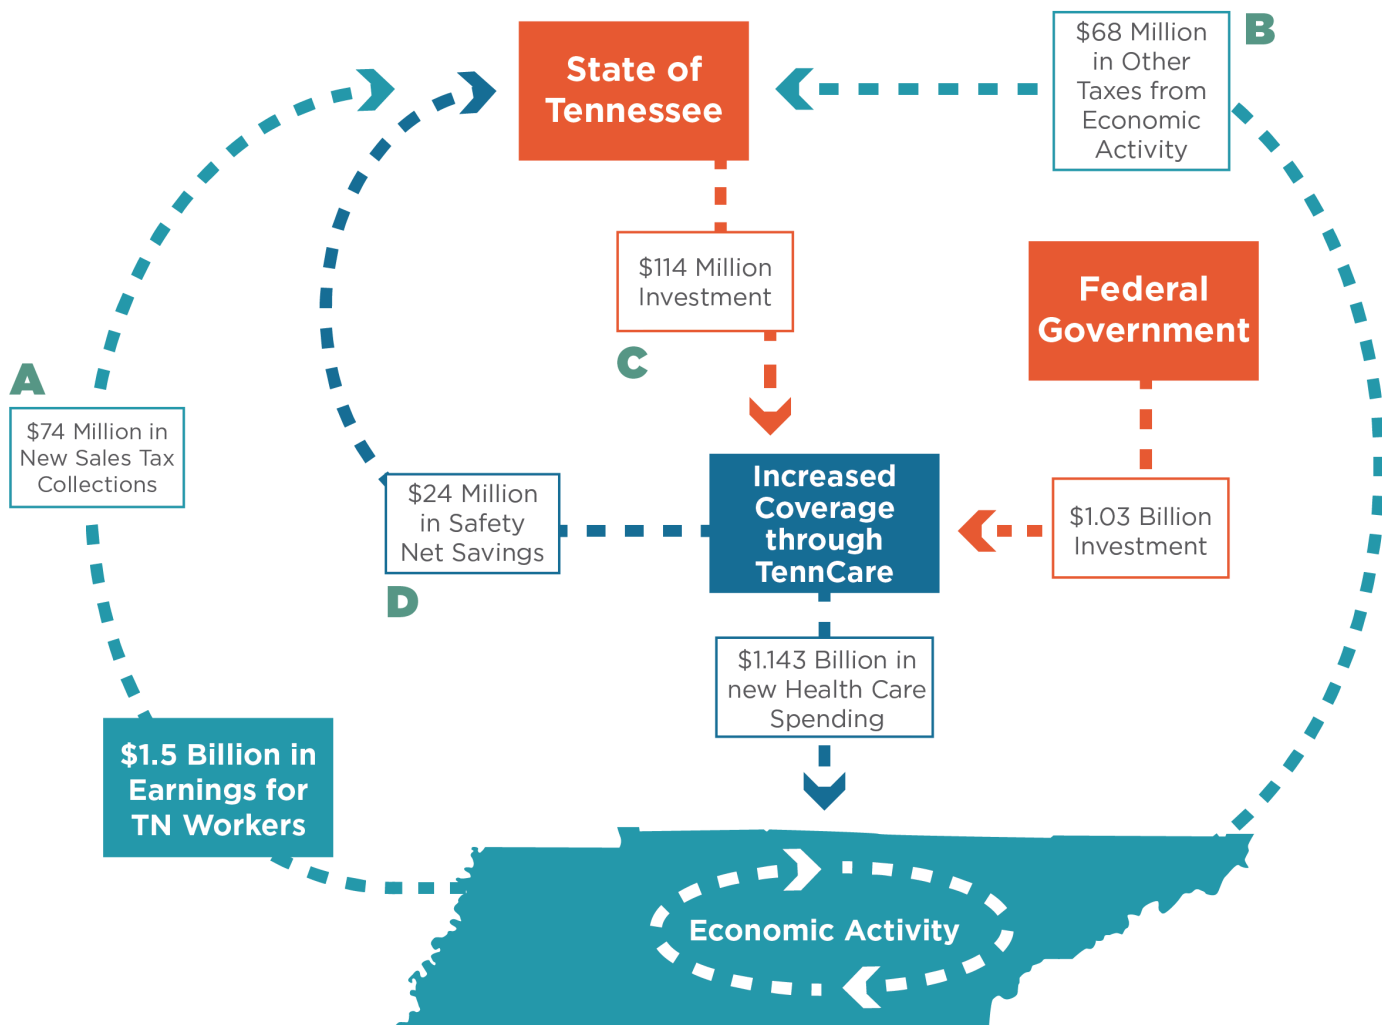 State of
Tennessee
$68 Million
in Other
Taxes from
Economic
Activity
B
$114 Million
Investment
C
Federal
Government
A
$74 Million in
New Sales Tax
Collections
$24 Million
in Safety
Net Savings
D
Increased
Coverage
through
TennCare
$1.03 Billion
Investment
$1.143 Billion in
new Health Care
Spending
$1.5 Billion in
Earnings for
TN Workers
Economic Activity